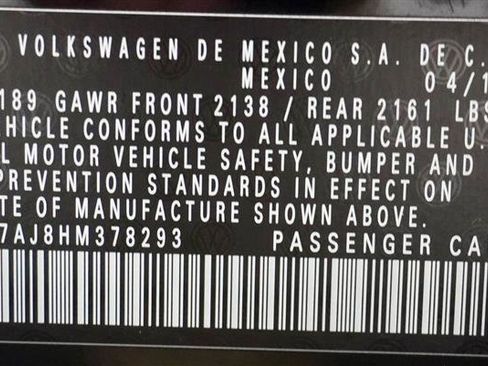 VOLKSWAGEN DE MEXICO S.A. DE C.
MEXICO 04/1
189 GAWR FRONT 2138 / REAR 2161 LBS
EHICLE CONFORMS TO ALL APPLICABLE U.
L MOTOR VEHICLE SAFETY, BUMPER AND
PREVENTION STANDARDS IN EFFECT ON
TE OF MANUFACTURE SHOWN ABOVE.
7AJ8HM378293 PASSENGER CA